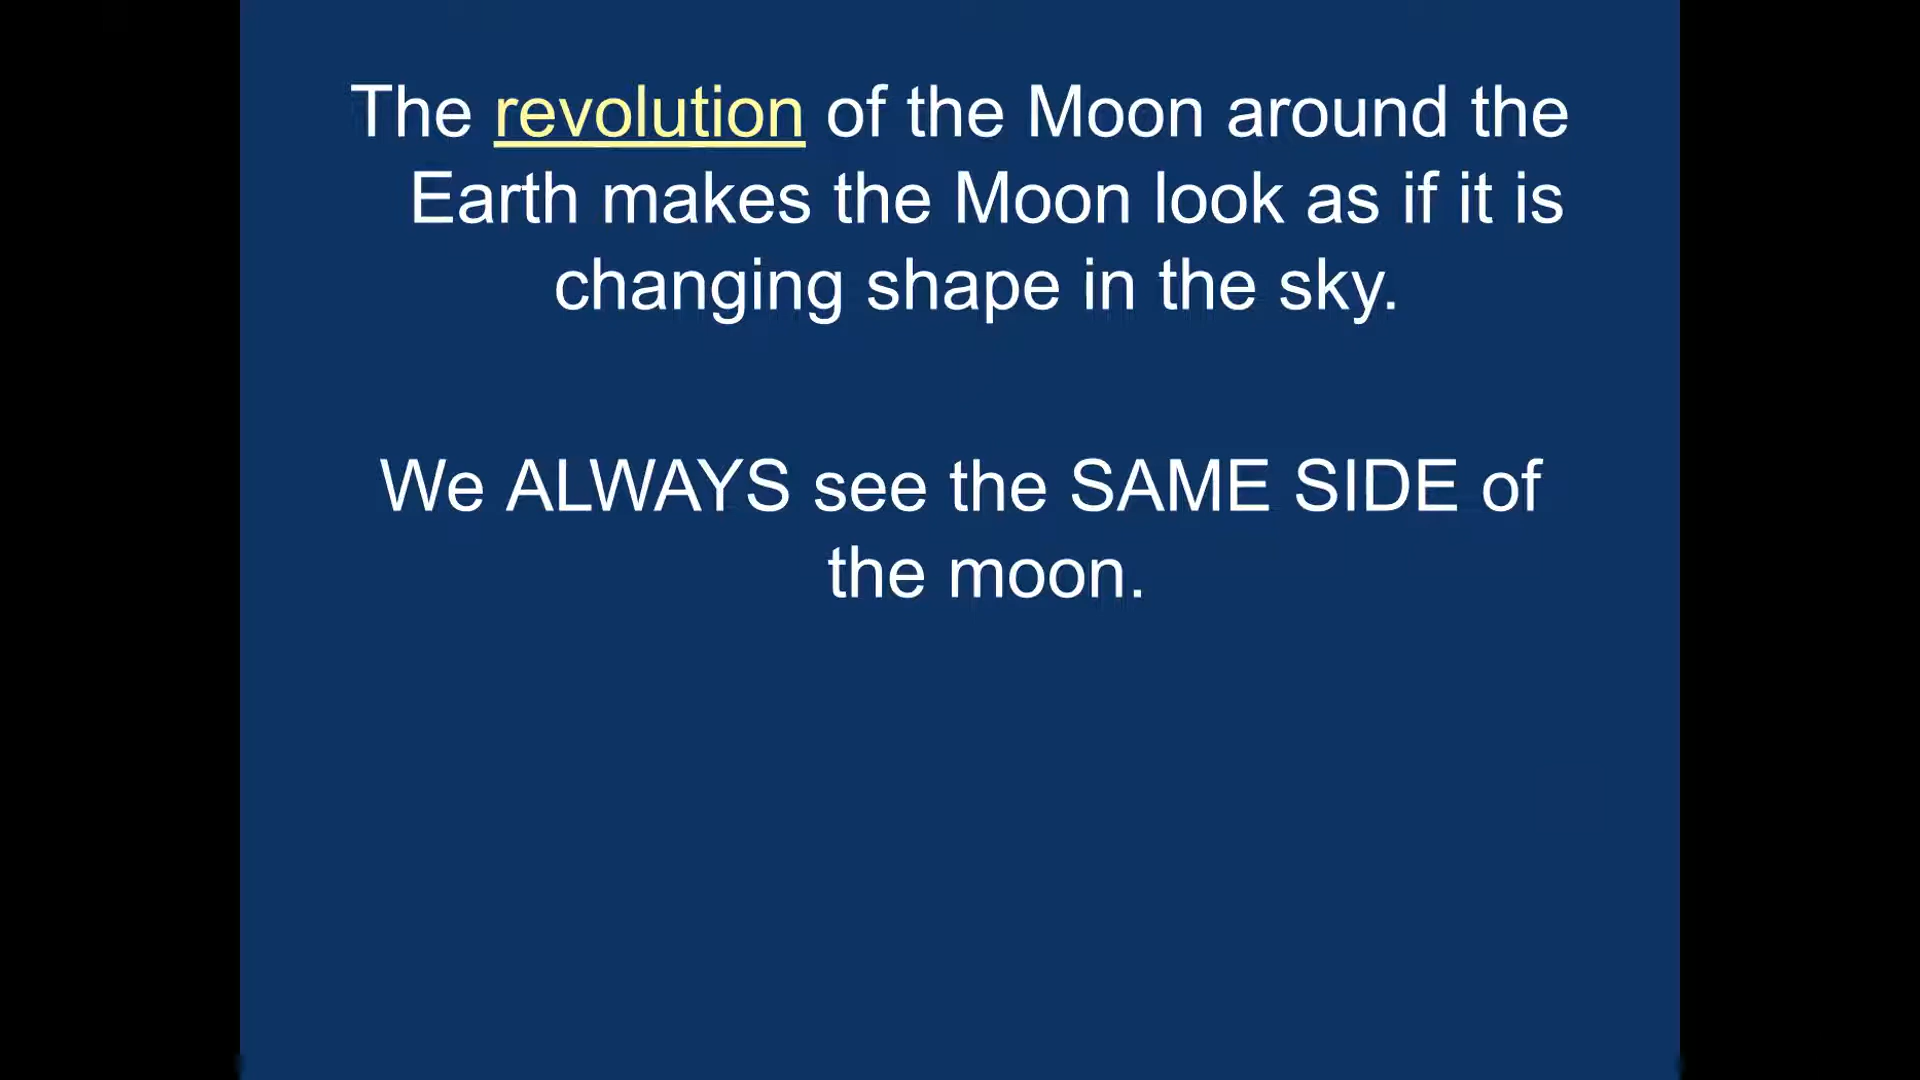 The revolution of the Moon around the
Earth makes the Moon look as if it is
changing shape in the sky.
We ALWAYS see the SAME SIDE of
the moon.